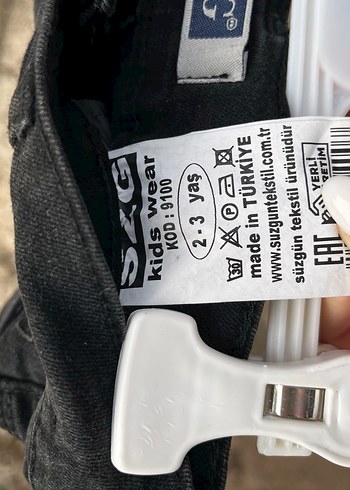 SZG
kids wear
KOD : 9100
2 - 3 yaş
30 P
made in TÜRKİYE
www.suzguntekstil.com.tr
süzgün tekstil ürünüdür
EAC
YERLİ
ÜRETİM